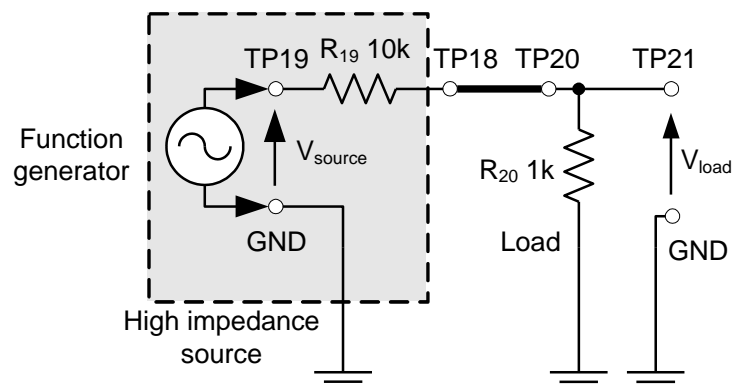 TP19
R19 10k
TP18
TP20
TP21
Function
generator
Vsource
R20 1k
Vload
GND
Load
GND
High impedance
source